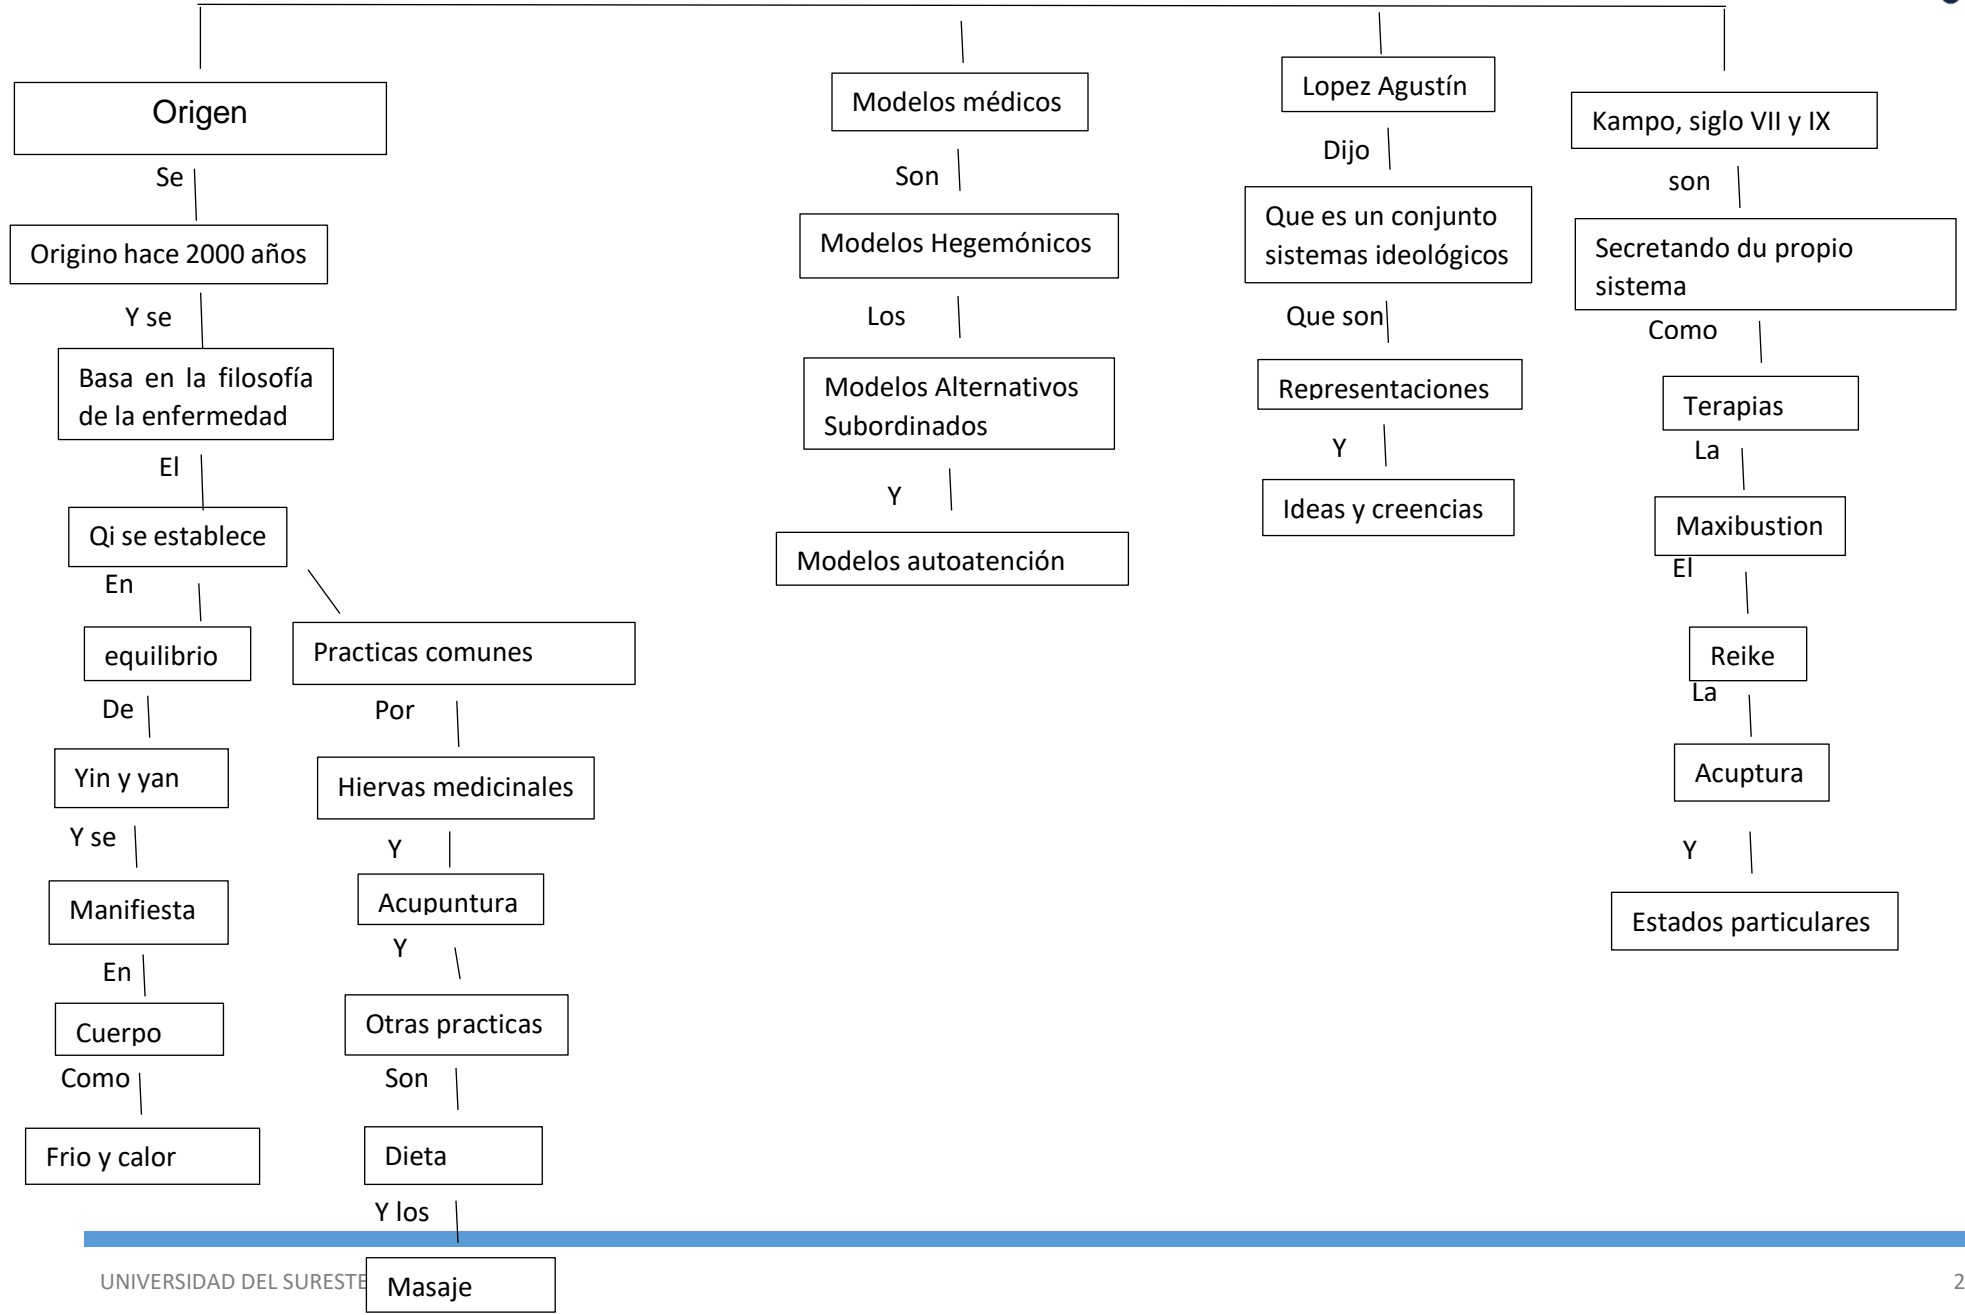 Origen
Se
Origino hace 2000 años
Y se
Basa en la filosofía
de la enfermedad
El
Qi se establece
En
equilibrio
De
Yin y yan
Y se
Manifiesta
En
Cuerpo
Como
Frio y calor
Practicas comunes
Por
Hiervas medicinales
Y
Acupuntura
Y
Otras practicas
Son
Dieta
Y los
Masaje
Modelos médicos
Son
Modelos Hegemónicos
Los
Modelos Alternativos
Subordinados
Y
Modelos autoatención
Lopez Agustín
Dijo
Que es un conjunto
sistemas ideológicos
Que son
Representaciones
Y
Ideas y creencias
Kampo, siglo VII y IX
son
Secretando du propio
sistema
Como
Terapias
La
Maxibustion
El
Reike
La
Acuptura
Y
Estados particulares
UNIVERSIDAD DEL SURESTE
2